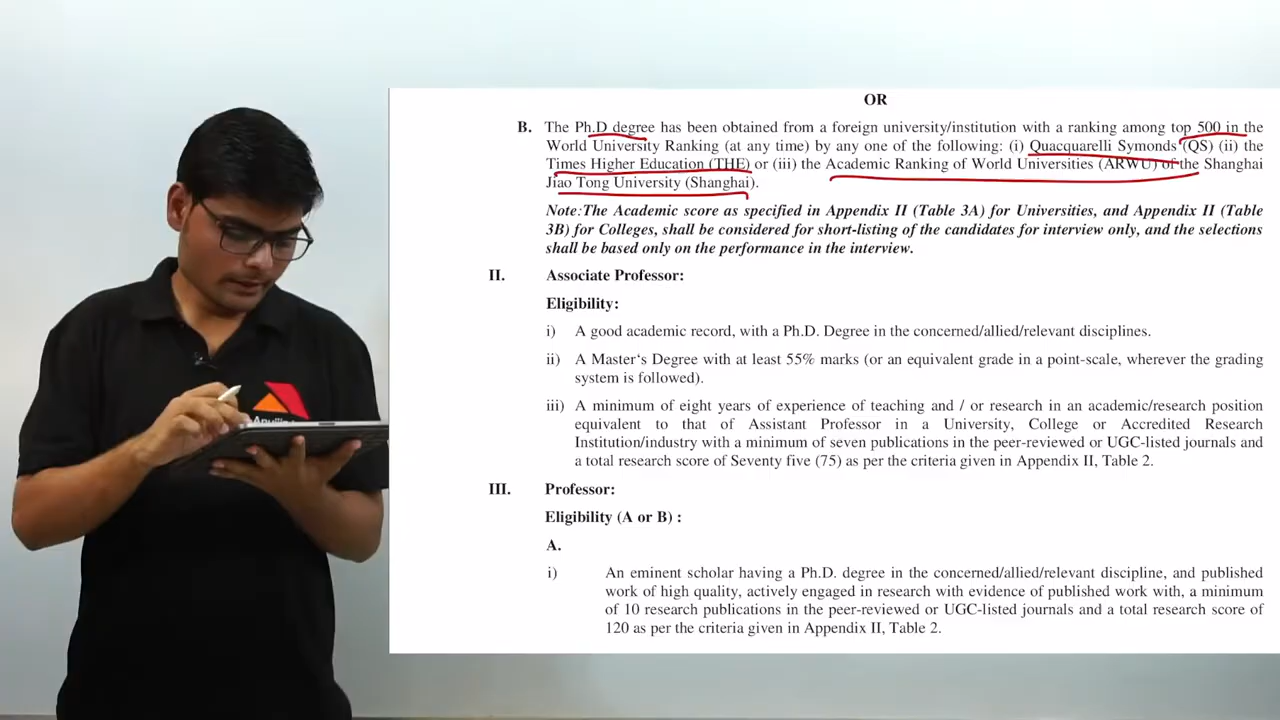 OR
B. The Ph.D degree has been obtained from a foreign university/institution with a ranking among top 500 in the
World University Ranking (at any time) by any one of the following: (i) Quacquarelli Symonds (QS) (ii) the
Times Higher Education (THE) or (iii) the Academic Ranking of World Universities (ARWU) of the Shanghai
Jiao Tong University (Shanghai).
Note:The Academic score as specified in Appendix II (Table 3A) for Universities, and Appendix II (Table
3B) for Colleges, shall be considered for short-listing of the candidates for interview only, and the selections
shall be based only on the performance in the interview.
II. Associate Professor:
Eligibility:
i) A good academic record, with a Ph.D. Degree in the concerned/allied/relevant disciplines.
ii) A Master‘s Degree with at least 55% marks (or an equivalent grade in a point-scale, wherever the grading
system is followed).
iii) A minimum of eight years of experience of teaching and / or research in an academic/research position
equivalent to that of Assistant Professor in a University, College or Accredited Research
Institution/industry with a minimum of seven publications in the peer-reviewed or UGC-listed journals and
a total research score of Seventy five (75) as per the criteria given in Appendix II, Table 2.
III. Professor:
Eligibility (A or B) :
A.
i) An eminent scholar having a Ph.D. degree in the concerned/allied/relevant discipline, and published
work of high quality, actively engaged in research with evidence of published work with, a minimum
of 10 research publications in the peer-reviewed or UGC-listed journals and a total research score of
120 as per the criteria given in Appendix II, Table 2.